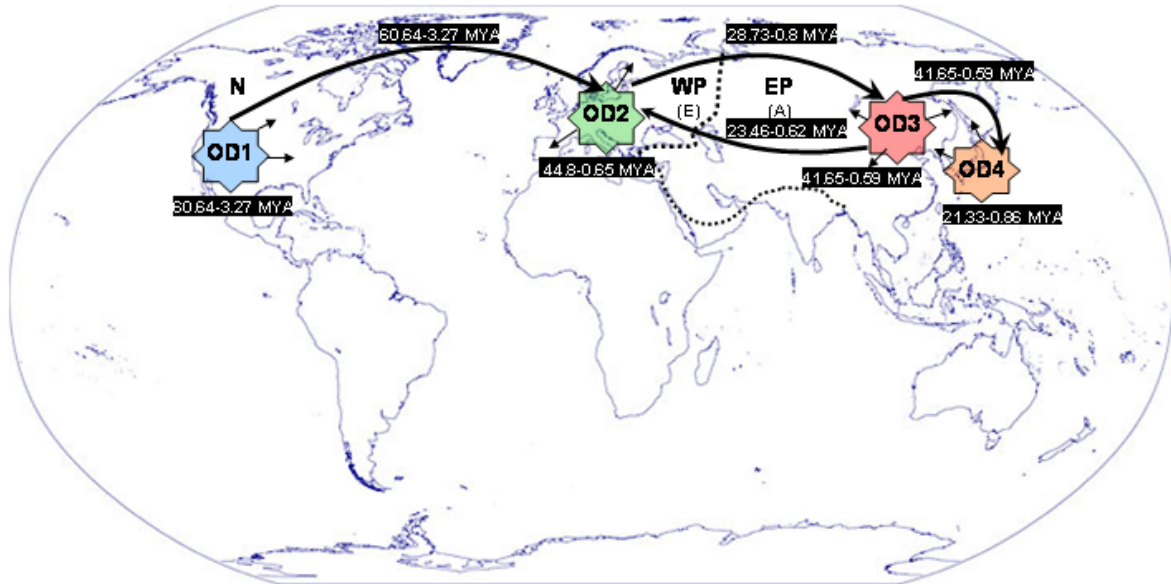 60.64-3.27 MYA
28.73-0.8 MYA
41.65-0.59 MYA
N
WP
(E)
EP
(A)
OD1
OD2
23.46-0.62 MYA
OD3
OD4
44.8-0.65 MYA
41.65-0.59 MYA
60.64-3.27 MYA
21.33-0.86 MYA